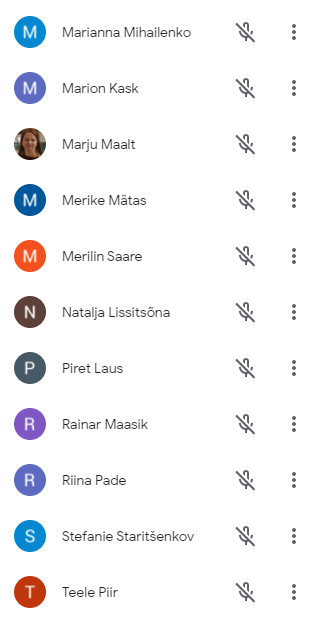 M Marianna Mihailenko
M Marion Kask
Marju Maalt
M Merike Mätas
M Merilin Saare
N Natalja Lissitsõna
P Piret Laus
R Rainar Maasik
R Riina Pade
S Stefanie Staritšenkov
T Teele Piir